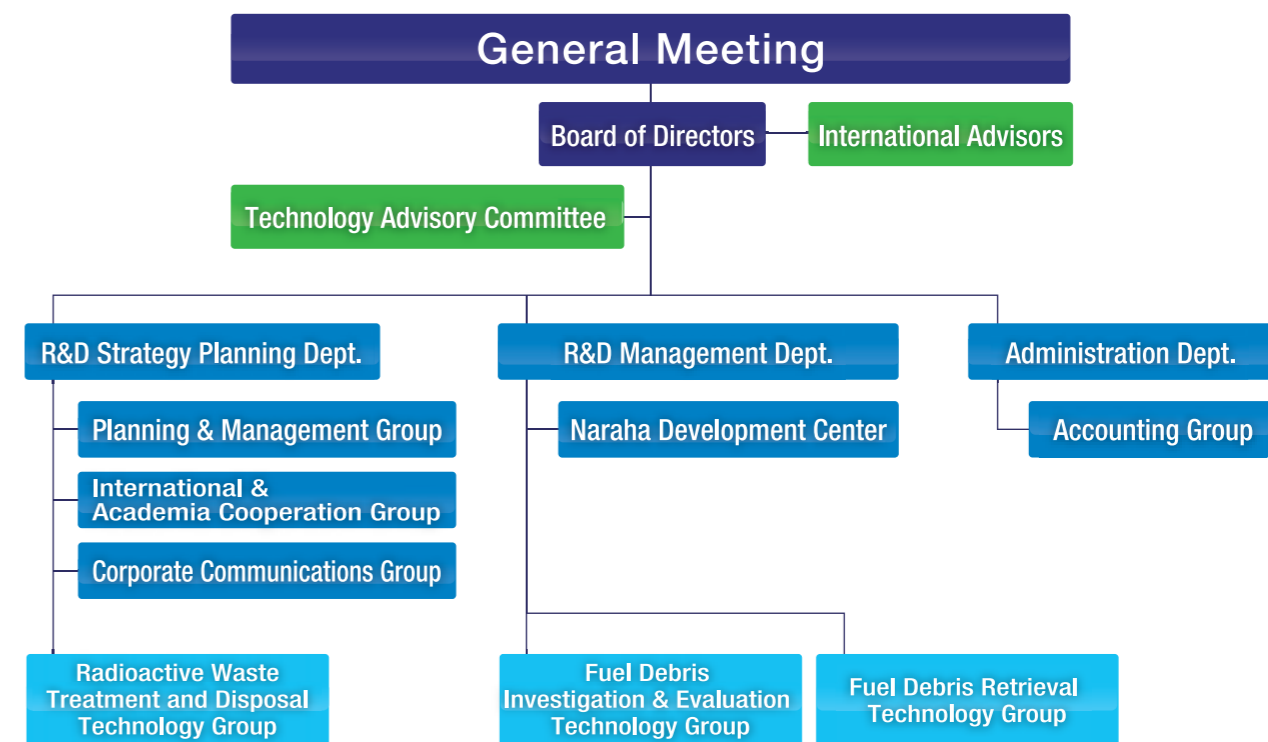 General Meeting
Board of Directors
International Advisors
Technology Advisory Committee
R&D Strategy Planning Dept.
R&D Management Dept.
Administration Dept.
Planning & Management Group
Naraha Development Center
Accounting Group
International &
Academia Cooperation Group
Corporate Communications Group
Radioactive Waste
Treatment and Disposal
Technology Group
Fuel Debris
Investigation & Evaluation
Technology Group
Fuel Debris Retrieval
Technology Group